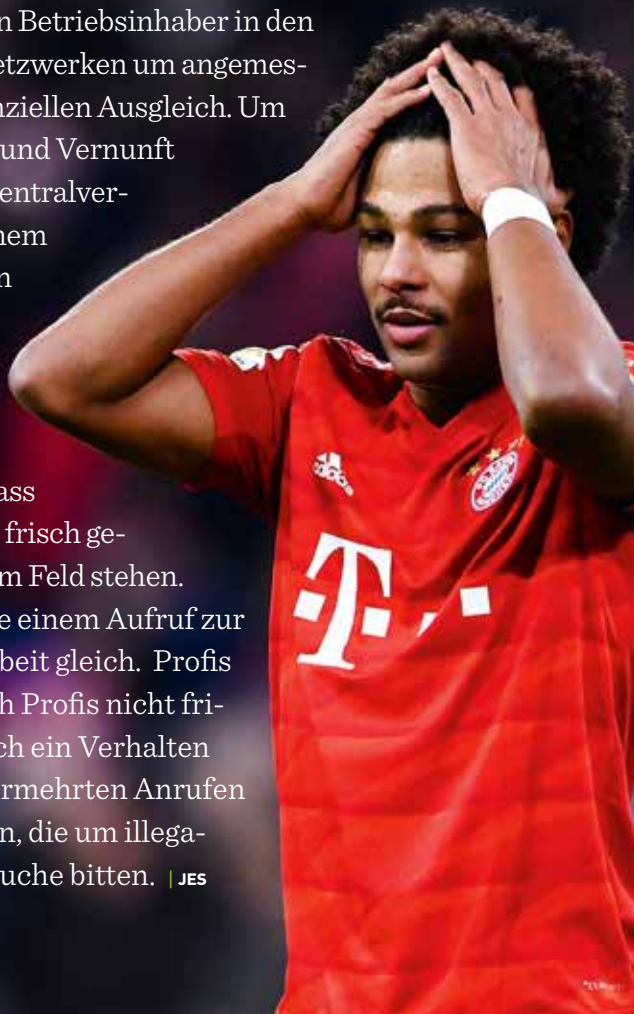 n Betriebsinhaber in den
etzwerken um angemes-
nziellen Ausgleich. Um
und Vernunft
entralver-
nem
n
ass
frisch ge-
m Feld stehen.
e einem Aufruf zur
beit gleich. Profis
h Profis nicht fri-
ch ein Verhalten
ermehrten Anrufen
n, die um illega-
uche bitten. | JES
T